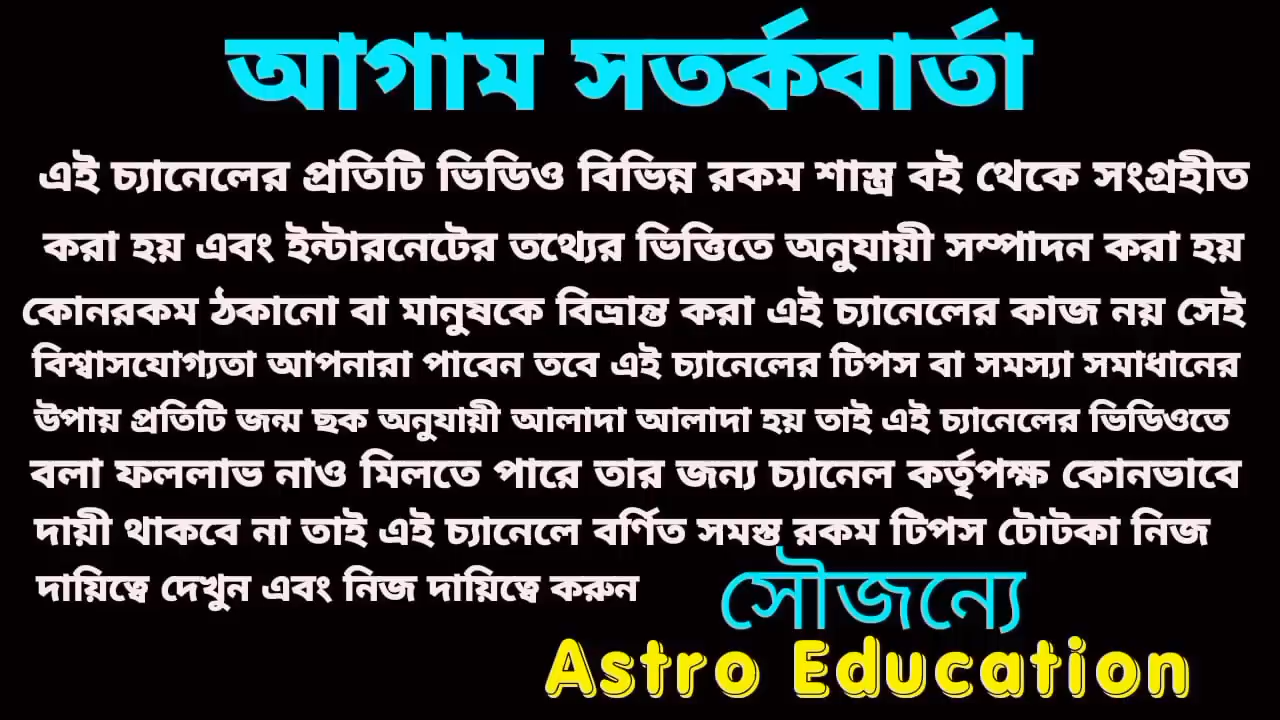 আগাম সতর্কবার্তা
এই চ্যানেলের প্রতিটি ভিডিও বিভিন্ন রকম শাস্ত্র বই থেকে সংগ্রহীত
করা হয় এবং ইন্টারনেটের তথ্যের ভিত্তিতে অনুযায়ী সম্পাদন করা হয়
কোনরকম ঠকানো বা মানুষকে বিভ্রান্ত করা এই চ্যানেলের কাজ নয় সেই
বিশ্বাসযোগ্যতা আপনারা পাবেন তবে এই চ্যানেলের টিপস বা সমস্যা সমাধানের
উপায় প্রতিটি জন্ম ছক অনুযায়ী আলাদা আলাদা হয় তাই এই চ্যানেলের ভিডিওতে
বলা ফললাভ নাও মিলতে পারে তার জন্য চ্যানেল কর্তৃপক্ষ কোনভাবে
দায়ী থাকবে না তাই এই চ্যানেলে বর্ণিত সমস্ত রকম টিপস টোটকা নিজ
দায়িত্বে দেখুন এবং নিজ দায়িত্বে করুন
সৌজন্যে
Astro Education